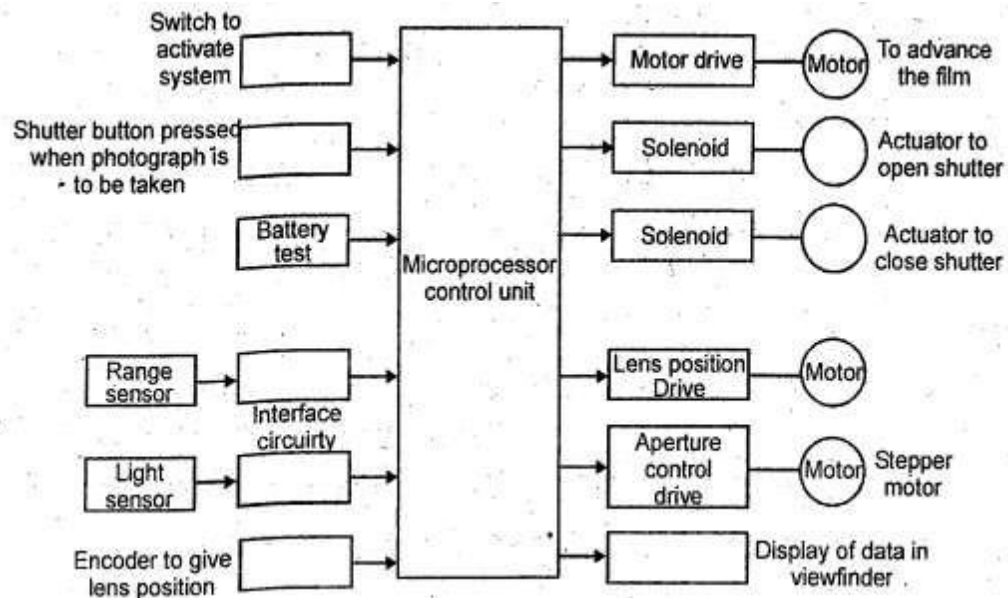 Switch to
activate
system
Shutter button pressed
when photograph is
to be taken
Battery
test
Range
sensor
Interface
circuirty
Light
sensor
Encoder to give
lens position
Microprocessor
control unit
Motor drive
Motor
To advance
the film
Solenoid
Actuator to
open shutter
Solenoid
Actuator to
close shutter
Lens position
Drive
Motor
Aperture
control
drive
Motor
Stepper
motor
Display of data in
viewfinder